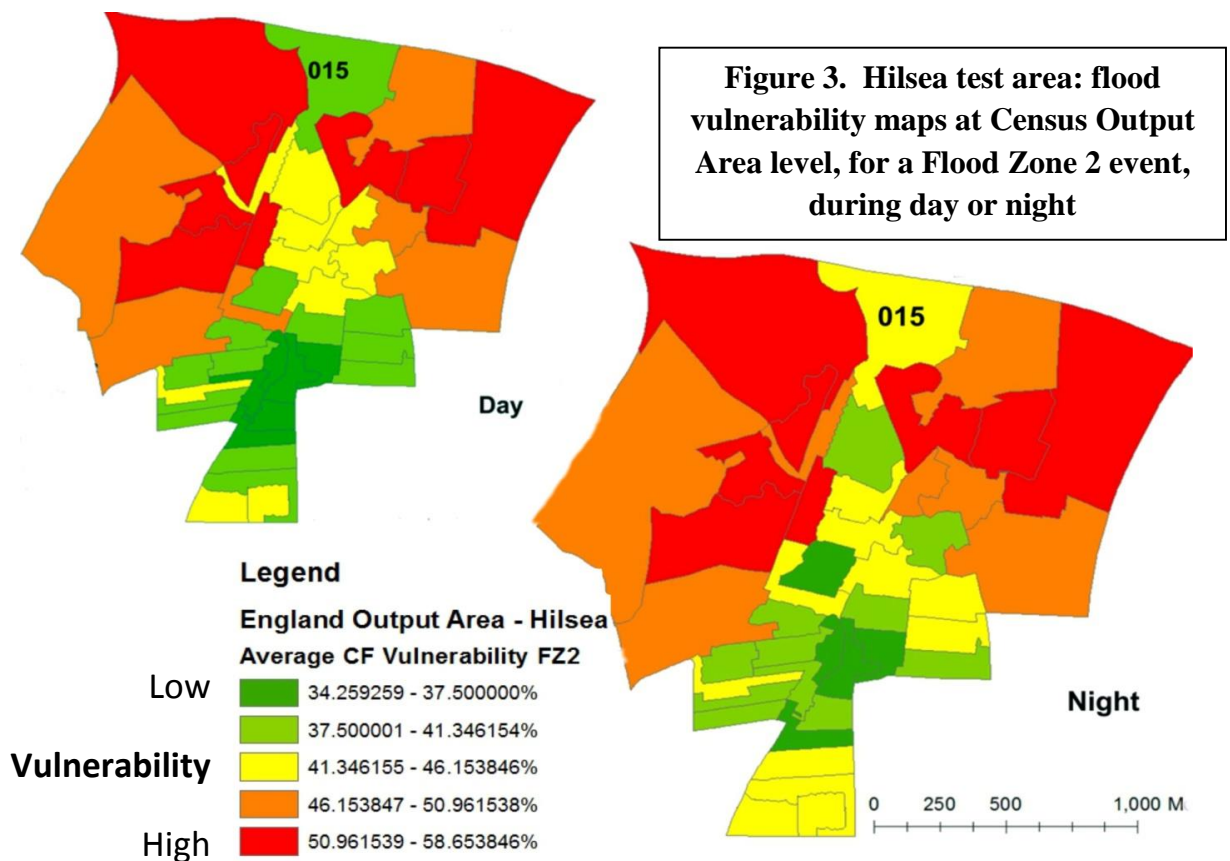 015
Figure 3. Hilsea test area: flood
vulnerability maps at Census Output
Area level, for a Flood Zone 2 event,
during day or night
Day
015
Night
Legend
England Output Area - Hilsea
Average CF Vulnerability FZ2
Low
34.259259 - 37.500000%
37.500001 - 41.346154%
Vulnerability
41.346155 - 46.153846%
46.153847 - 50.961538%
High
50.961539 - 58.653846%
0 250 500 1,000 M